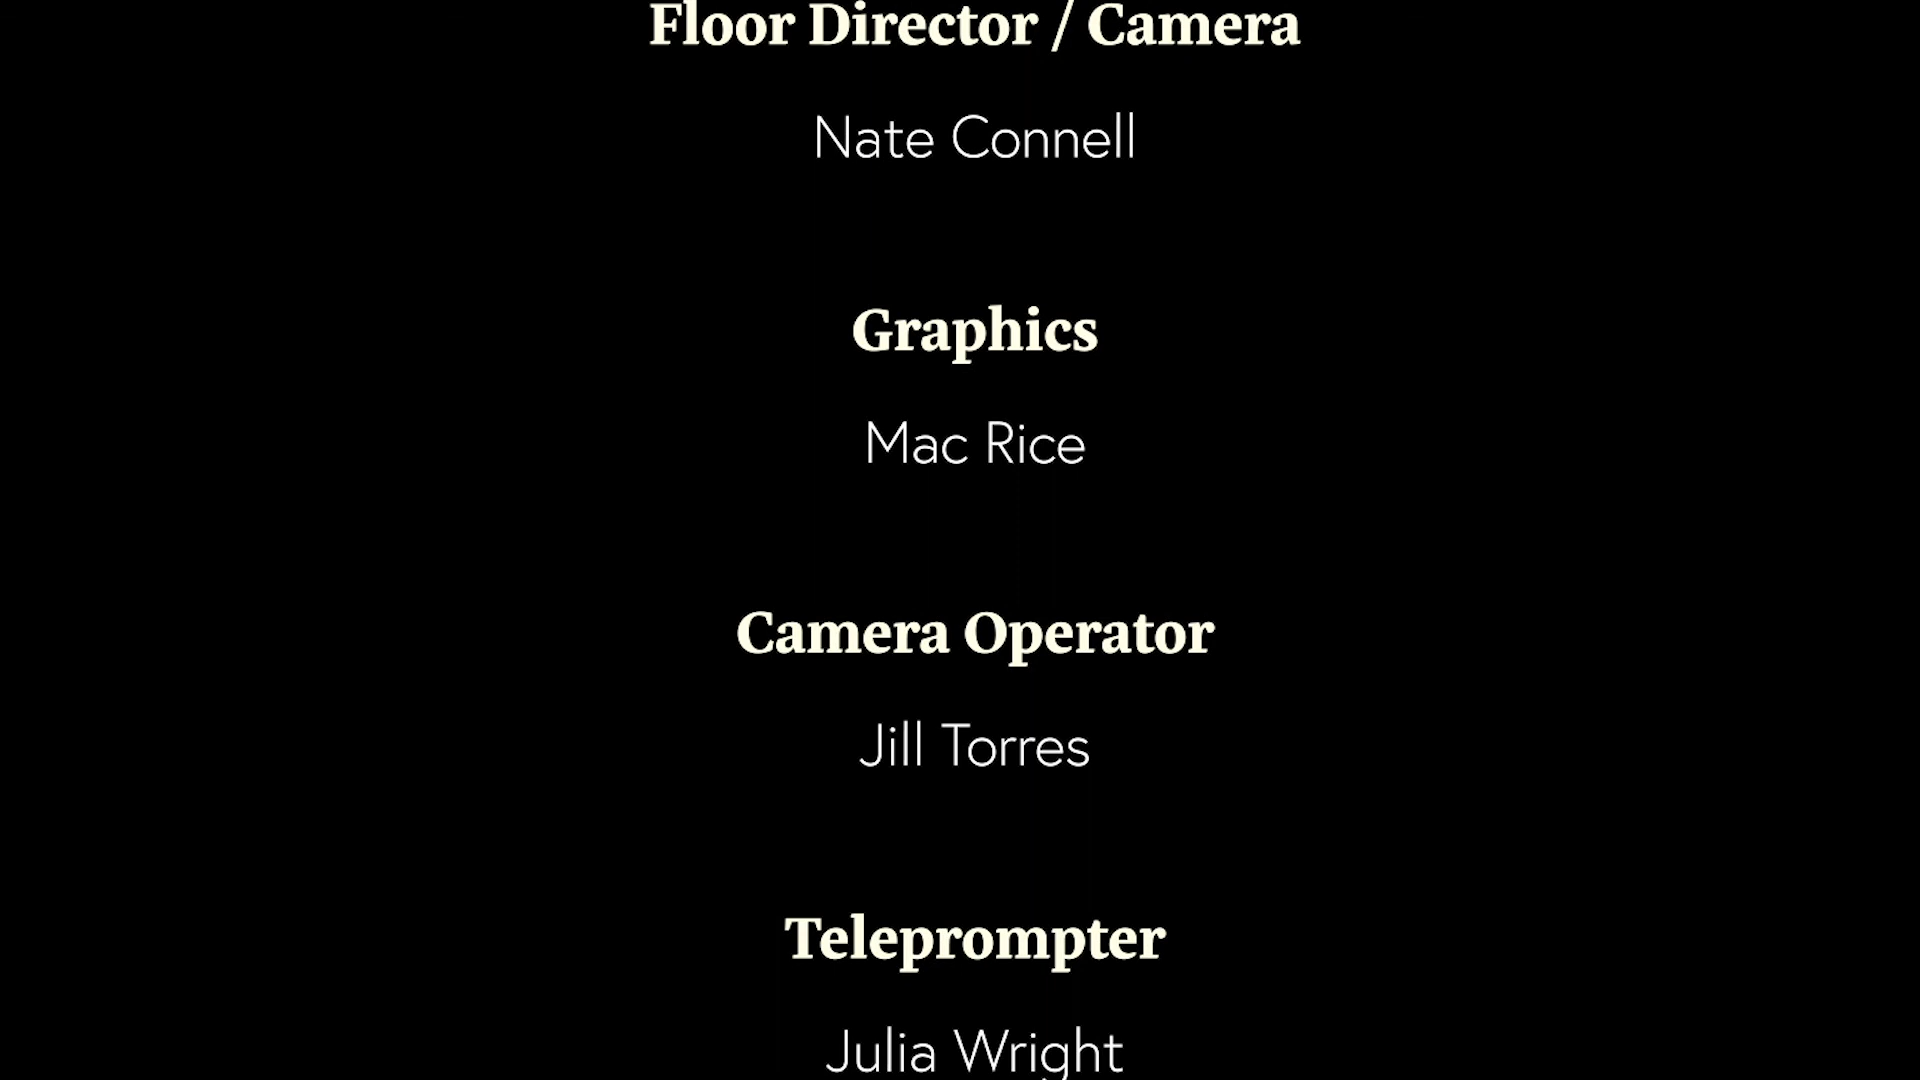 Floor Director / Camera
Nate Connell
Graphics
Mac Rice
Camera Operator
Jill Torres
Teleprompter
Julia Wright